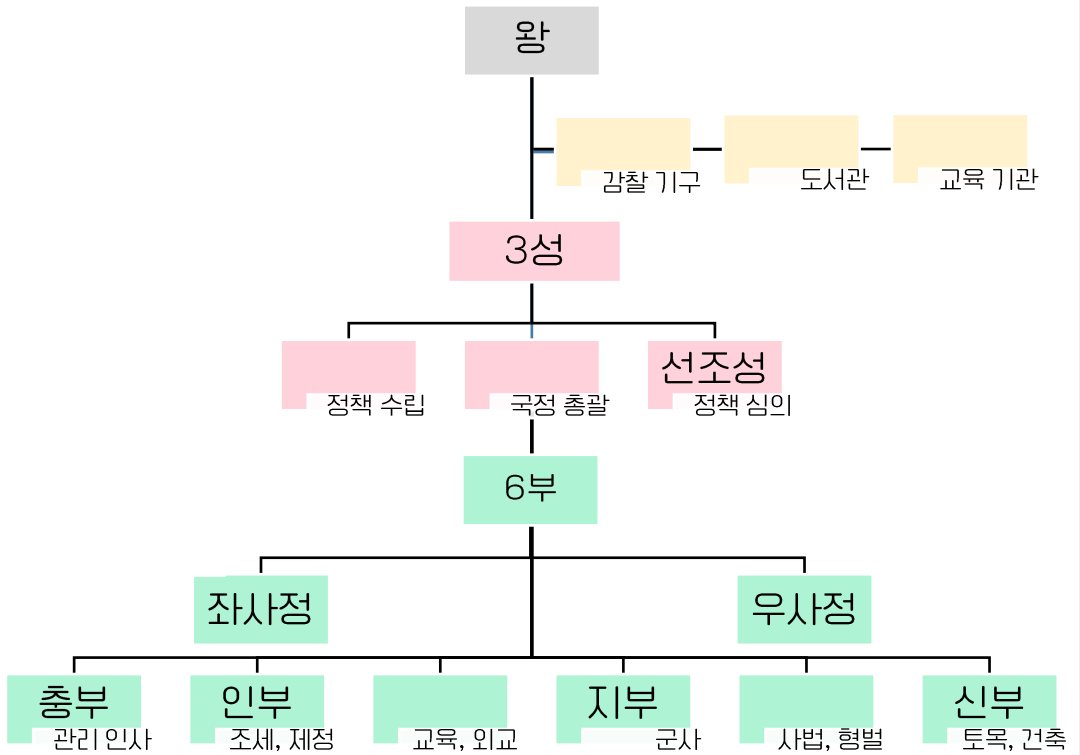 왕
감찰 기구
도서관
교육 기관
3성
선조성
정책 수립
국정 총괄
정책 심의
6부
좌사정
우사정
충부
인부
지부
신부
관리 인사
조세, 제정
교육, 외교
군사
사법, 형벌
토목, 건축